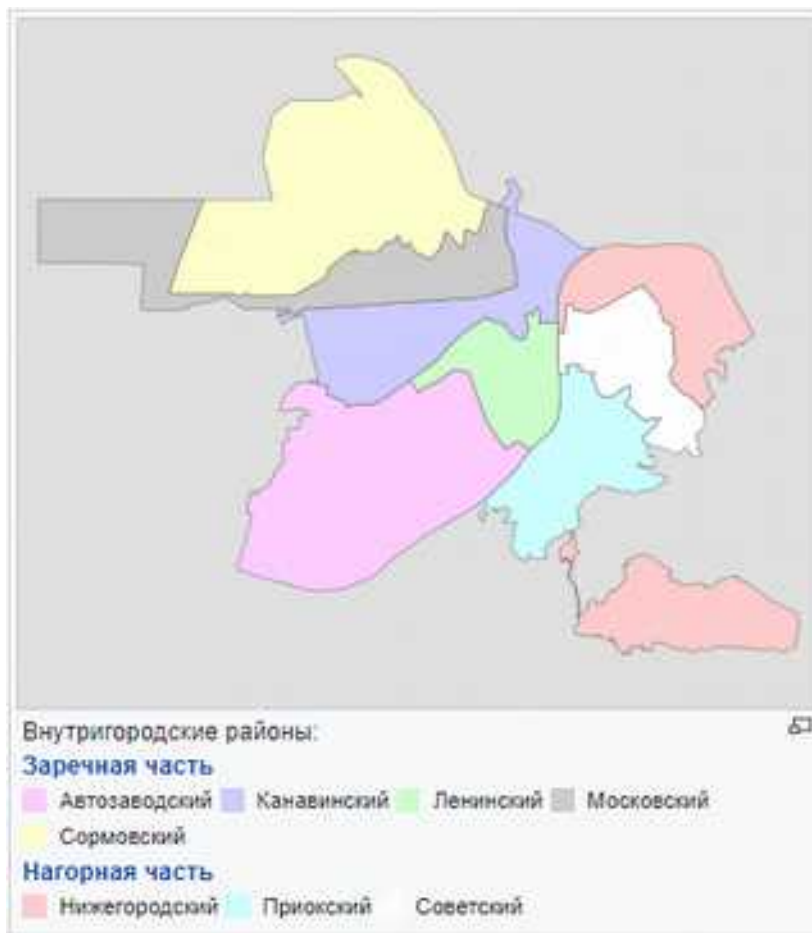 Внутригородские районы:
Заречная часть
Автозаводский Канавинский Ленинский Московский
Сормовский
Нагорная часть
Нижегородский Приокский Советский